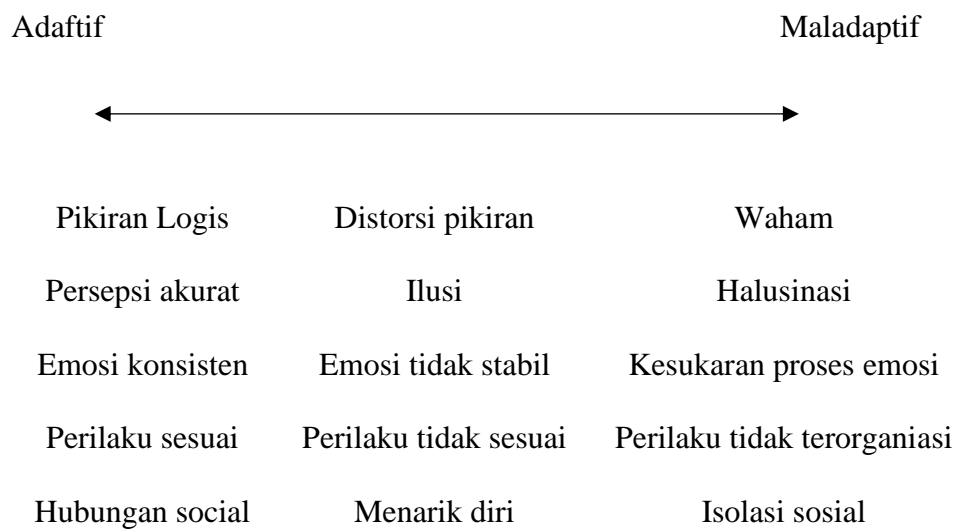 Adaftif Maladaptif
Pikiran Logis Distorsi pikiran Waham
Persepsi akurat Ilusi Halusinasi
Emosi konsisten Emosi tidak stabil Kesukaran proses emosi
Perilaku sesuai Perilaku tidak sesuai Perilaku tidak terorganiasi
Hubungan social Menarik diri Isolasi sosial